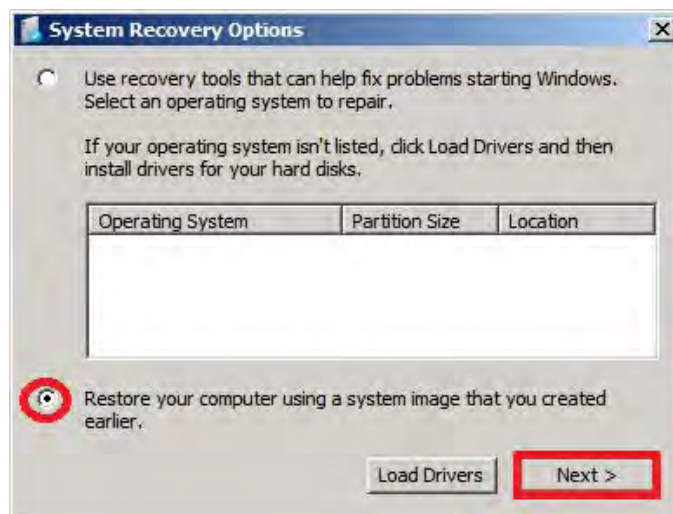 System Recovery Options
Use recovery tools that can help fix problems starting Windows.
Select an operating system to repair.
If your operating system isn't listed, click Load Drivers and then
install drivers for your hard disks.
Operating System Partition Size Location
Restore your computer using a system image that you created
earlier.
Load Drivers Next >